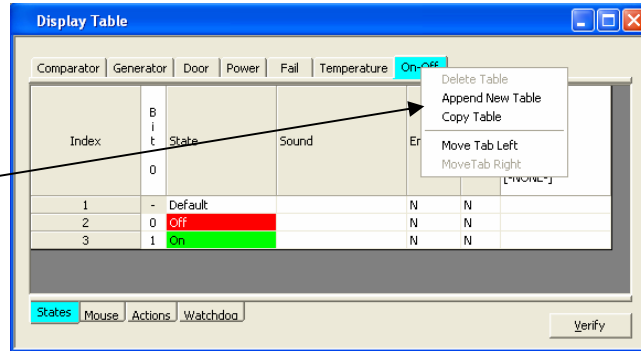 Display Table
Comparator Generator Door Power Fail Temperature On-Off
Delete Table
Append New Table
Copy Table
Move Tab Left
MoveTab Right
Index Bit 0 State Sound
[-NONE-]
1 - Default N N
2 0 Off N N
3 1 On N N
States Mouse Actions Watchdog
Verify